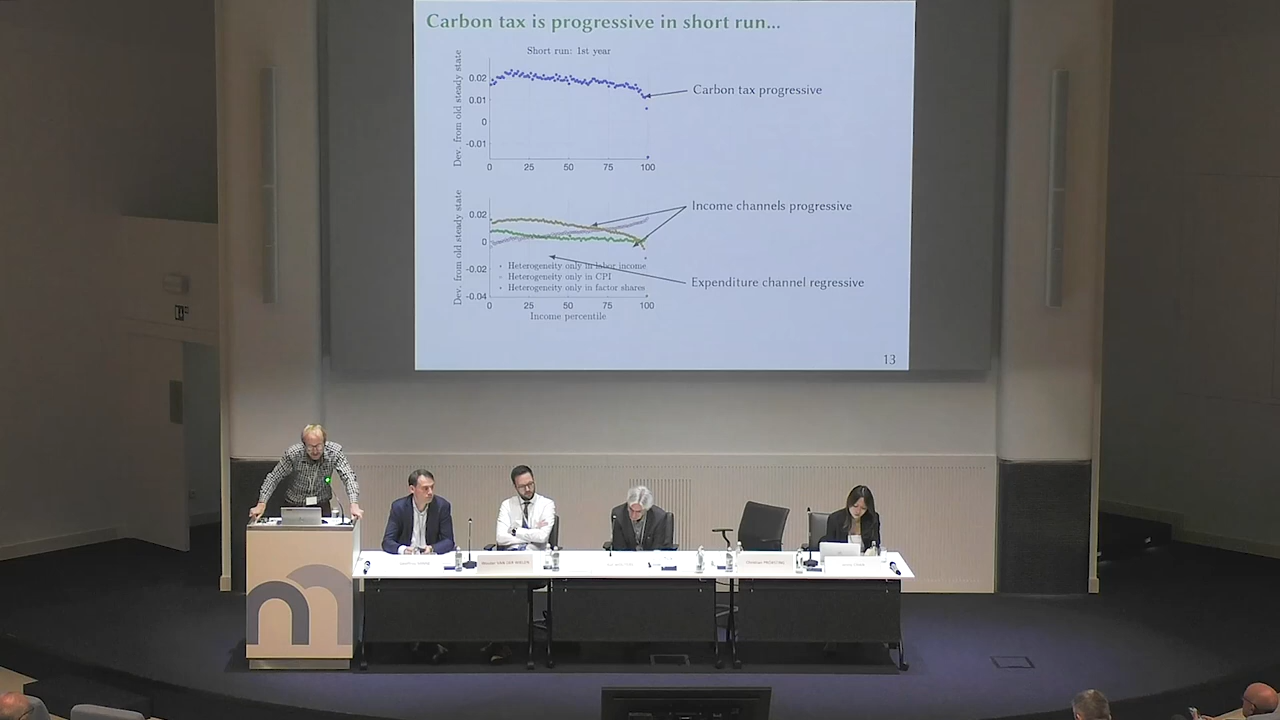 Carbon tax is progressive in short run...
Short run: 1st year
Dev. from old steady state
0.02
0.01
0
-0.01
0 25 50 75 100
Carbon tax progressive
Dev. from old steady state
0.02
0
-0.02
-0.04
Income channels progressive
Heterogeneity only in labor income
Heterogeneity only in CPI
Heterogeneity only in factor shares
Expenditure channel regressive
0 25 50 75 100
Income percentile
13